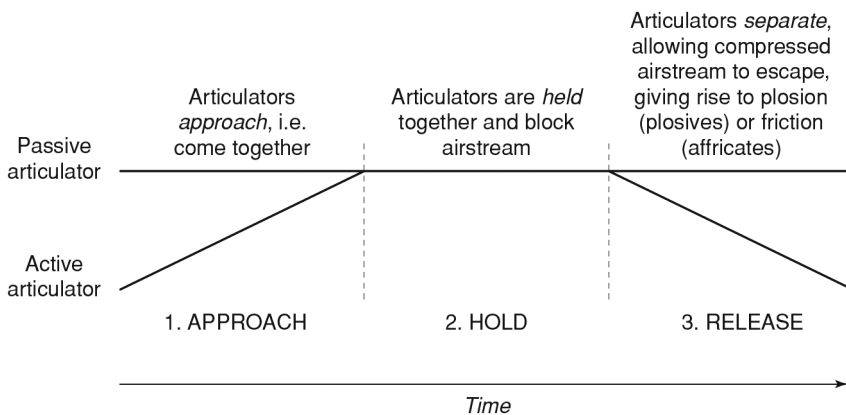 Articulators
approach, i.e.
come together
Articulators are held
together and block
airstream
Articulators separate,
allowing compressed
airstream to escape,
giving rise to plosion
(plosives) or friction
(affricates)
Passive
articulator
Active
articulator
1. APPROACH
2. HOLD
3. RELEASE
Time